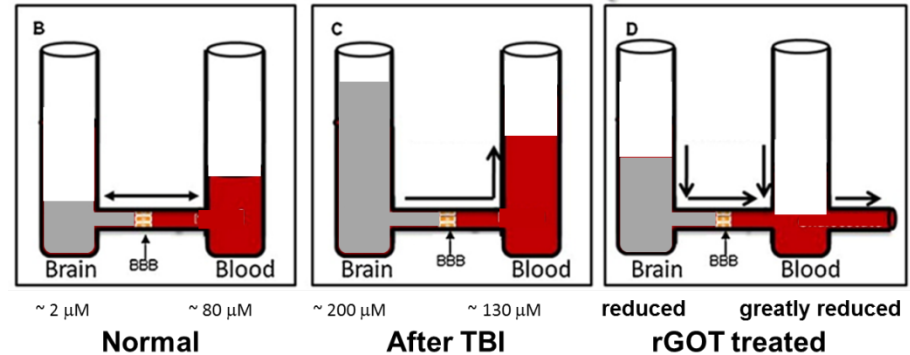 B
C
D
BBB
BBB
BBB
Brain
Blood
Brain
Blood
Brain
Blood
~ 2 μM
~ 80 μM
~ 200 μM
~ 130 μM
reduced
greatly reduced
Normal
After TBI
rGOT treated